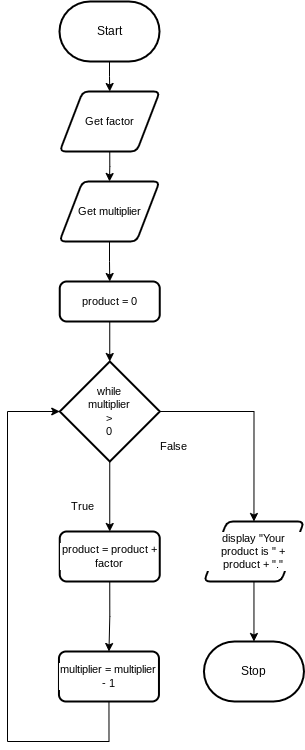 Start
Get factor
Get multiplier
product = 0
while
multiplier
>
0
False
True
product = product +
factor
display "Your
product is " +
product + "."
multiplier = multiplier
- 1
Stop